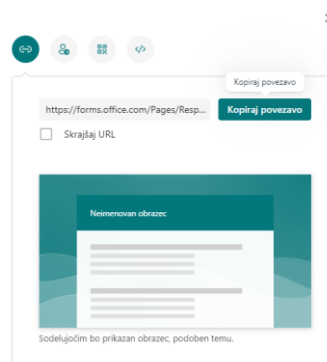 Kopiraj povezavo
https://forms.office.com/Pages/Resp...
Kopiraj povezavo
Skrajšaj URL
Neimenovan obrazec
Sodelujočim bo prikazan obrazec, podoben temu.